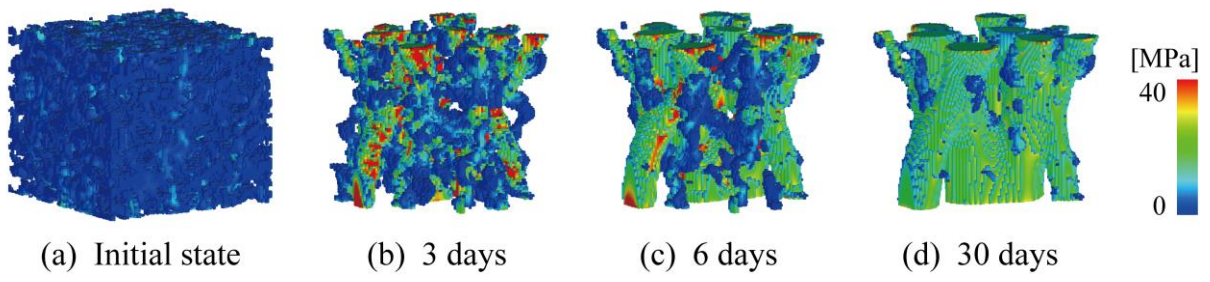 [MPa]
40
0
(a) Initial state
(b) 3 days
(c) 6 days
(d) 30 days